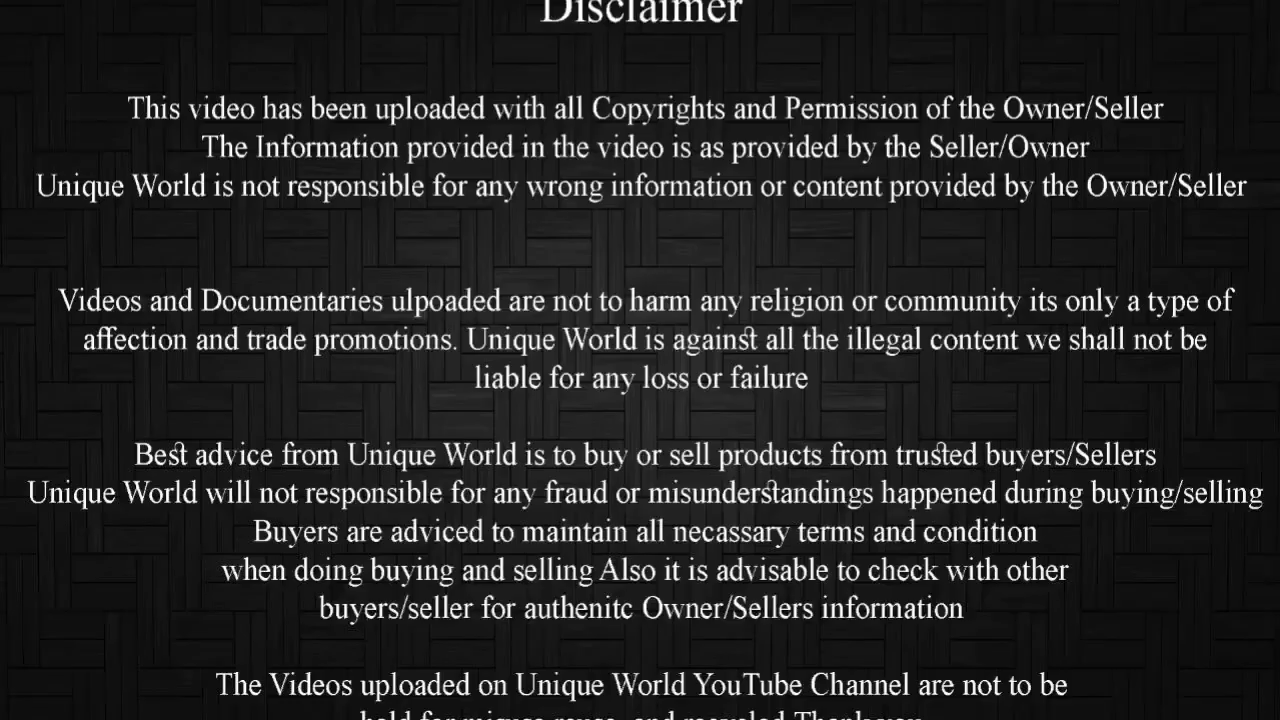 Disclaimer
This video has been uploaded with all Copyrights and Permission of the Owner/Seller
The Information provided in the video is as provided by the Seller/Owner
Unique World is not responsible for any wrong information or content provided by the Owner/Seller
Videos and Documentaries ulpoaded are not to harm any religion or community its only a type of
affection and trade promotions. Unique World is against all the illegal content we shall not be
liable for any loss or failure
Best advice from Unique World is to buy or sell products from trusted buyers/Sellers
Unique World will not responsible for any fraud or misunderstandings happened during buying/selling
Buyers are adviced to maintain all necassary terms and condition
when doing buying and selling Also it is advisable to check with other
buyers/seller for authenitc Owner/Sellers information
The Videos uploaded on Unique World YouTube Channel are not to be